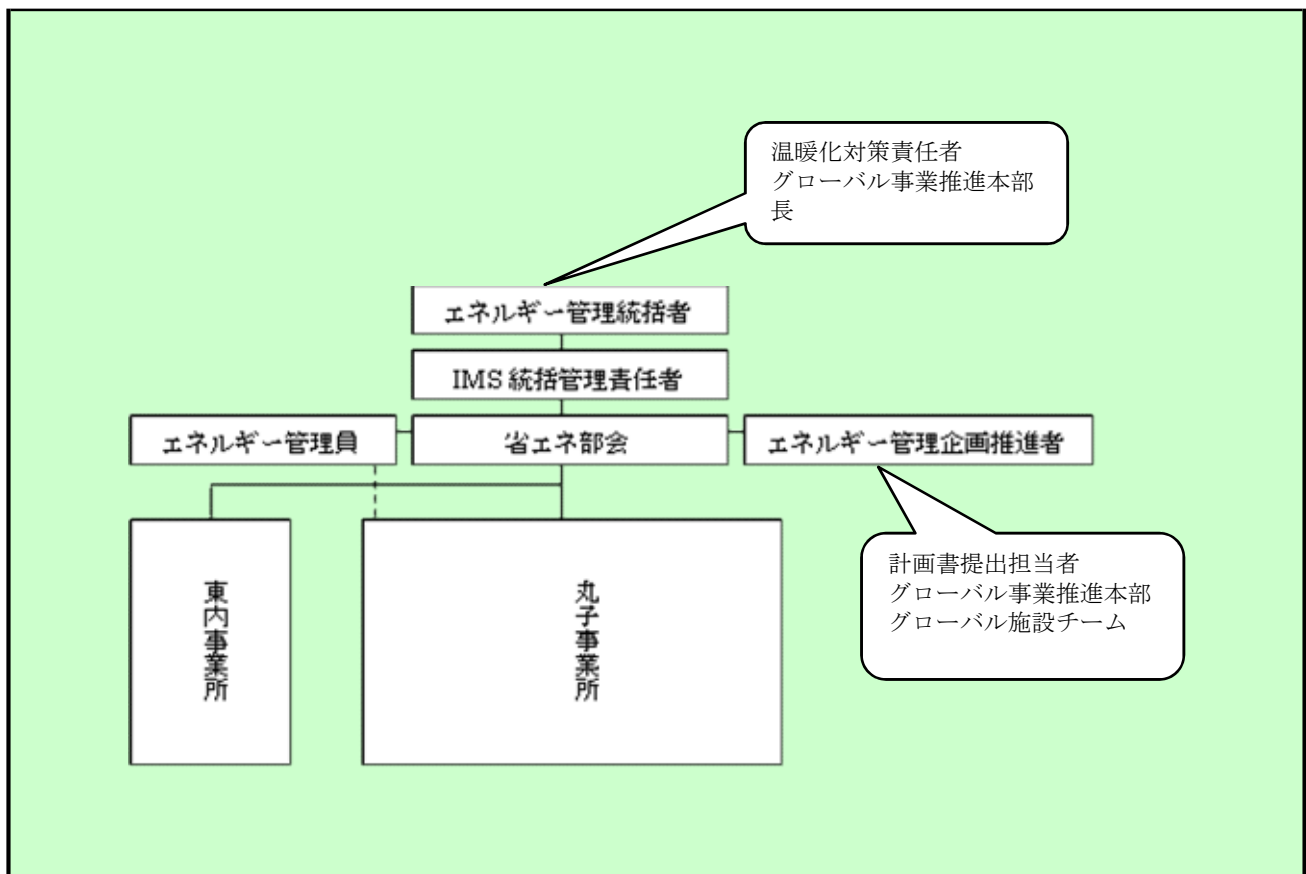 温暖化対策責任者
グローバル事業推進本部
長
エネルギー管理統括者
IMS 統括管理責任者
エネルギー管理員
省エネ部会
エネルギー管理企画推進者
東内事業所
丸子事業所
計画書提出担当者
グローバル事業推進本部
グローバル施設チーム